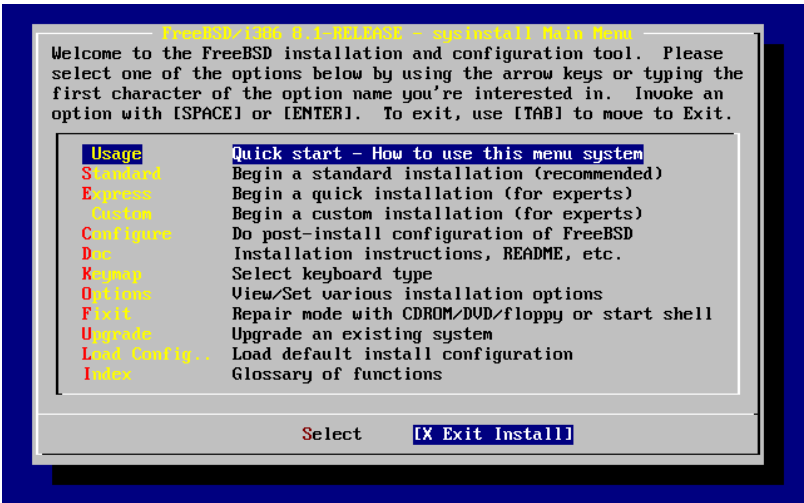 FreeBSD/i386 8.1-RELEASE - sysinstall Main Menu
Welcome to the FreeBSD installation and configuration tool.  Please
select one of the options below by using the arrow keys or typing the
first character of the option name you're interested in.  Invoke an
option with [SPACE] or [ENTER].  To exit, use [TAB] to move to Exit.
Usage Quick start - How to use this menu system
Standard Begin a standard installation (recommended)
Express Begin a quick installation (for experts)
Custom Begin a custom installation (for experts)
Configure Do post-install configuration of FreeBSD
Doc Installation instructions, README, etc.
Keymap Select keyboard type
Options View/Set various installation options
Fixit Repair mode with CDROM/DVD/floppy or start shell
Upgrade Upgrade an existing system
Load Config.. Load default install configuration
Index Glossary of functions
Select [X Exit Install]